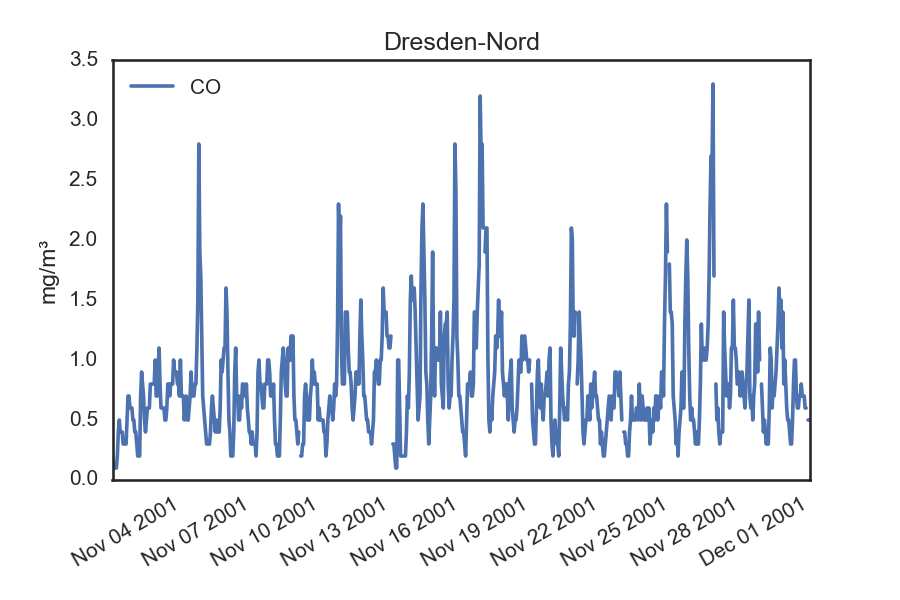 Dresden-Nord
CO
mg/m³
3.5
3.0
2.5
2.0
1.5
1.0
0.5
0.0
Nov 04 2001
Nov 07 2001
Nov 10 2001
Nov 13 2001
Nov 16 2001
Nov 19 2001
Nov 22 2001
Nov 25 2001
Nov 28 2001
Dec 01 2001